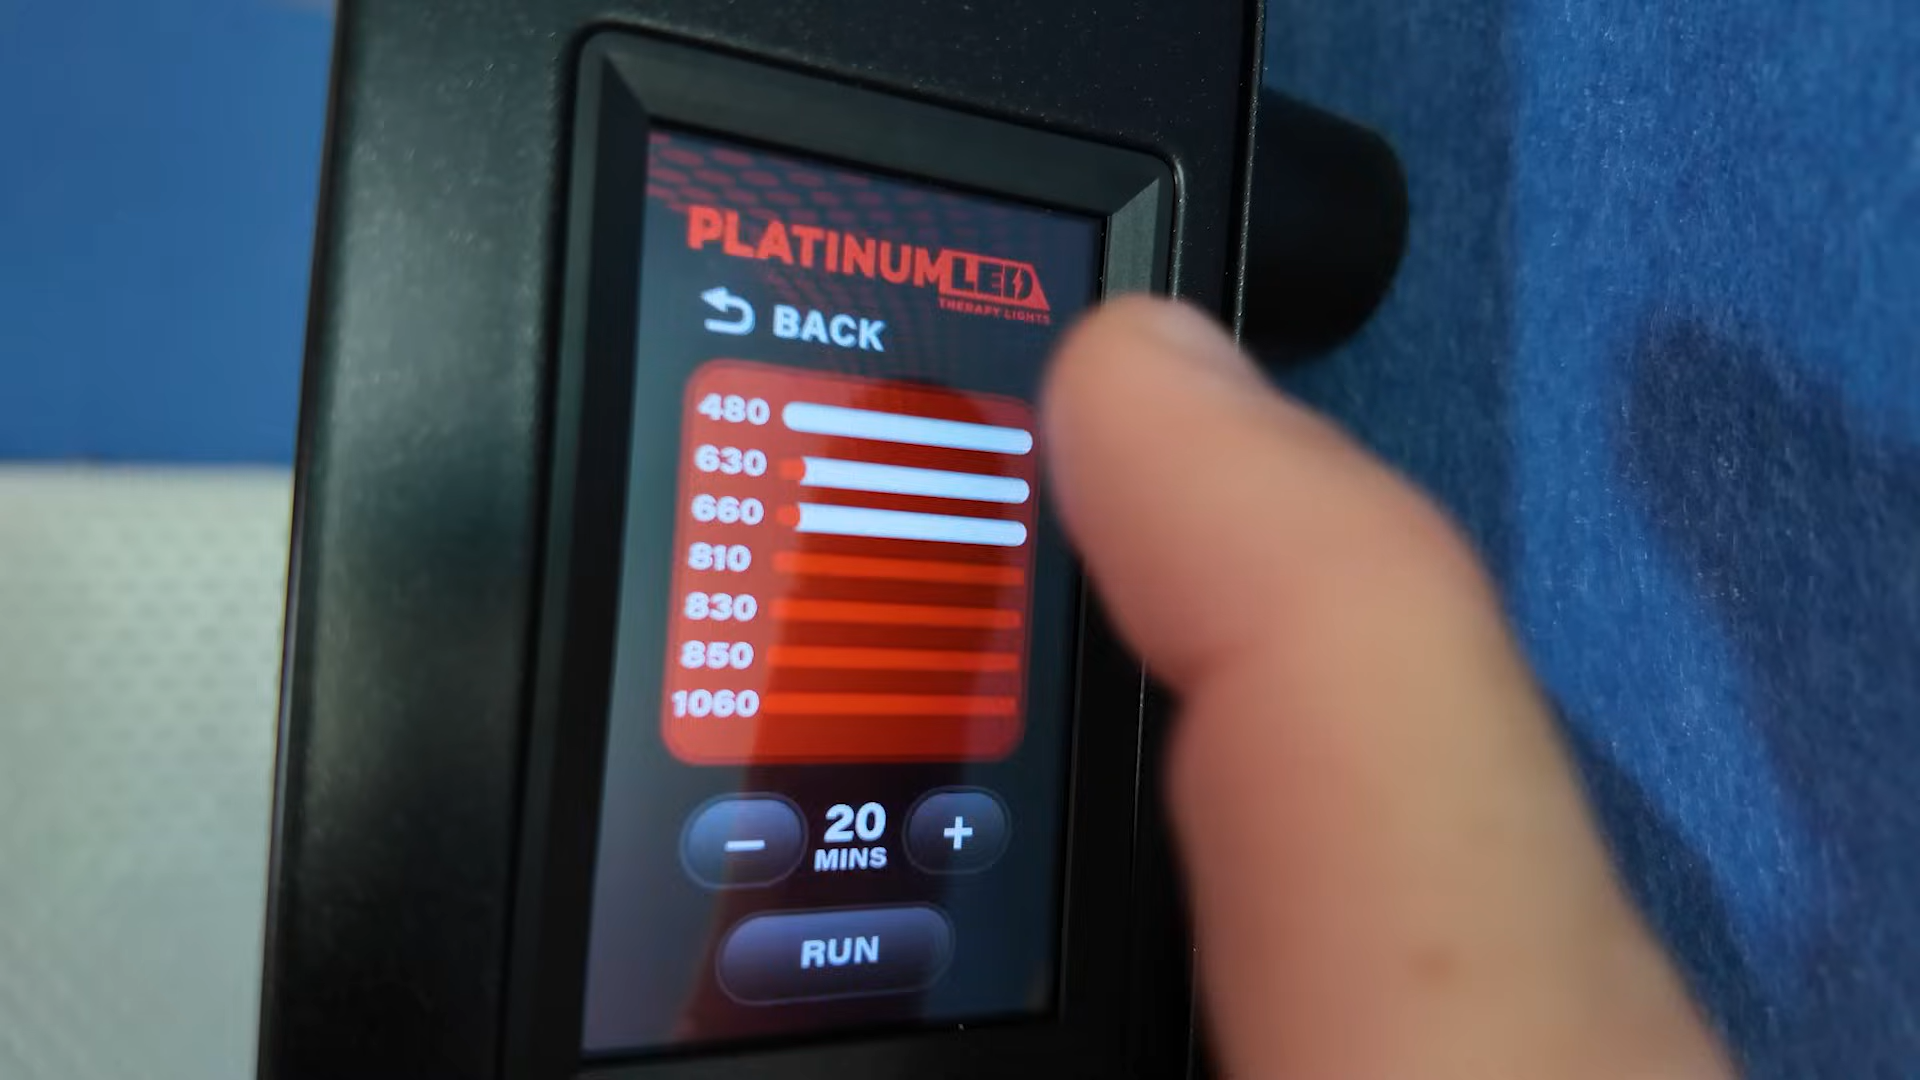 PLATINUMLED
THERAPY LIGHTS
BACK
480
630
660
810
830
850
1060
20
MINS
− +
RUN